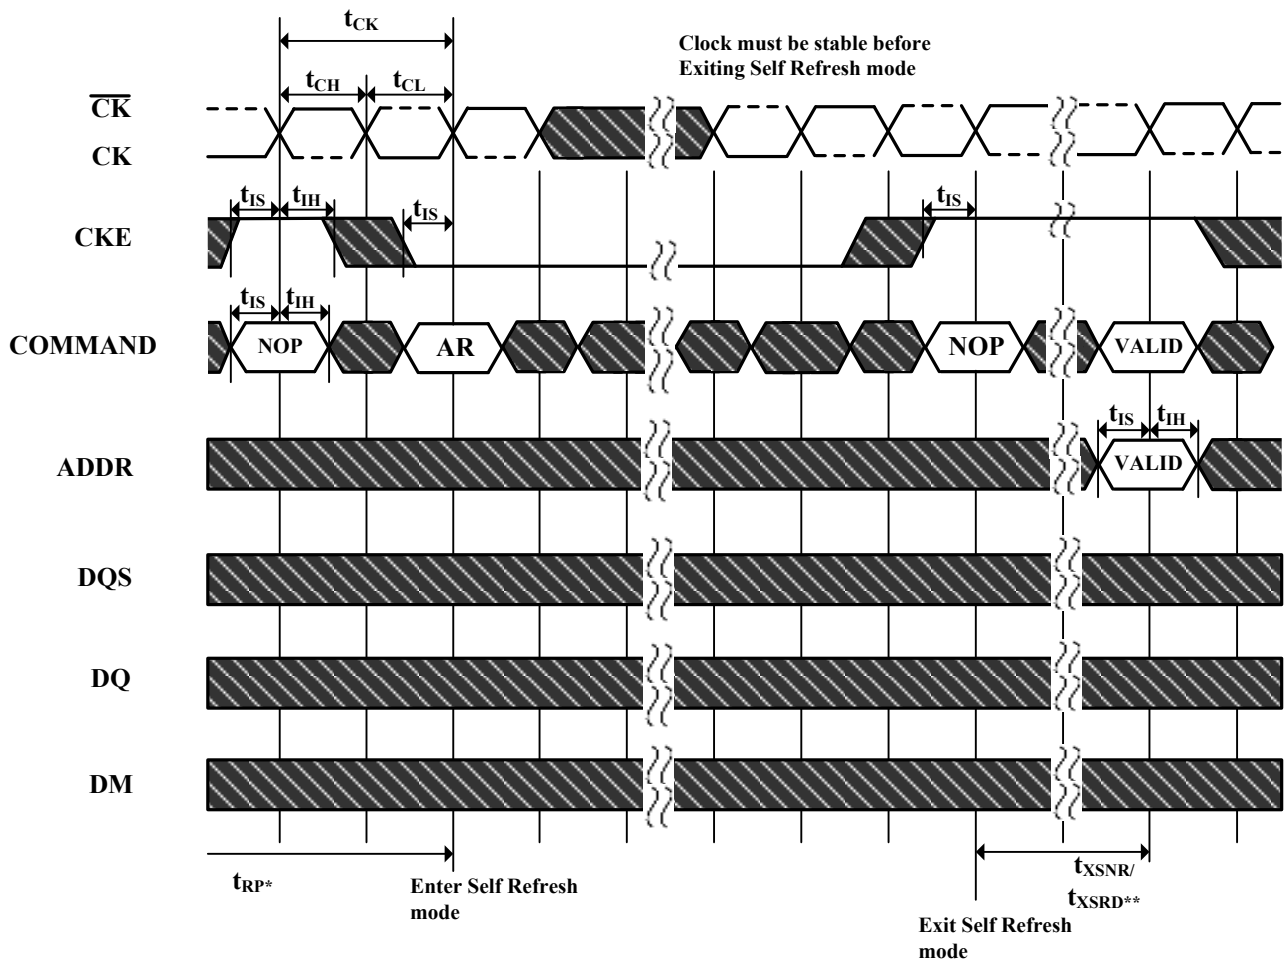 tCK
Clock must be stable before
Exiting Self Refresh mode
tCH
tCL
CK
CK
tIS
tIH
tIS
tIS
CKE
tIS
tIH
COMMAND
NOP
AR
NOP
VALID
tIS
tIH
ADDR
VALID
DQS
DQ
DM
tRP*
Enter Self Refresh
mode
tXSNR/
tXSRD**
Exit Self Refresh
mode